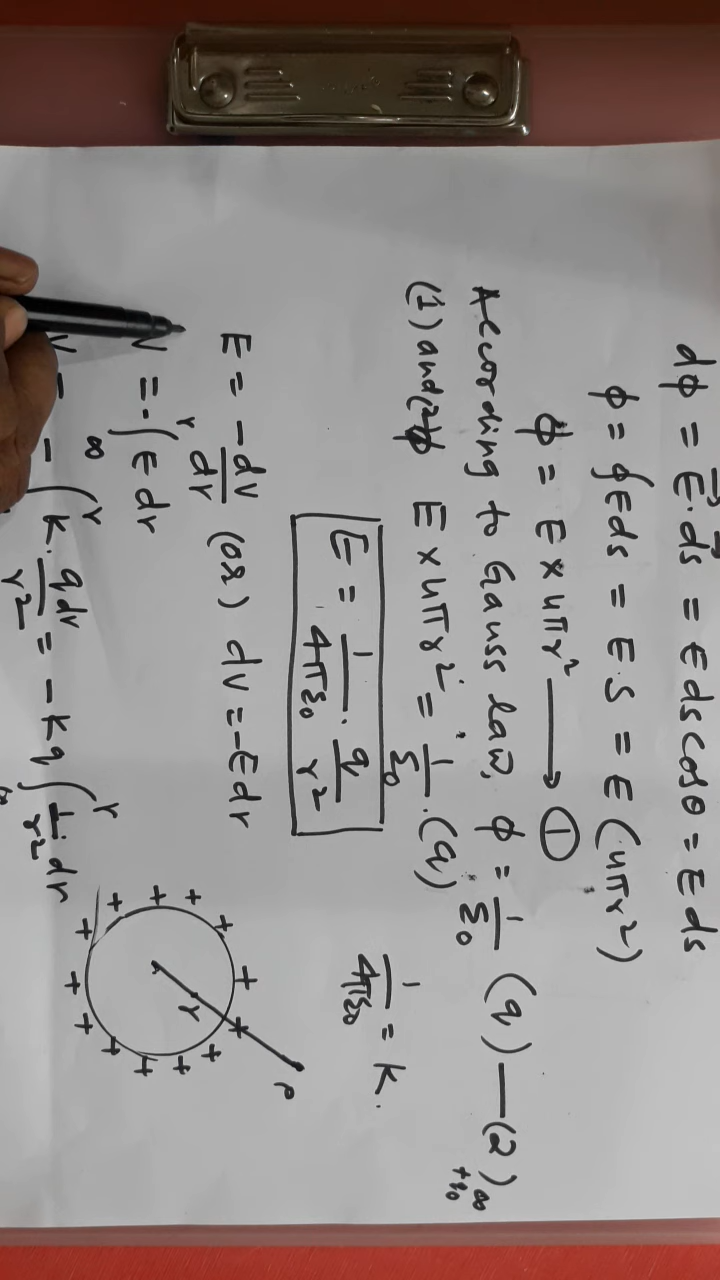 dϕ = E⃗·ds⃗ = E ds cosθ = E ds
ϕ = ∮Eds = E.S = E (4πr²)
ϕ = E × 4πr² ⟶ ①
According to Gauss law, ϕ = 1/ε₀ (q) — (2)
(1) and (2) E × 4πr² = 1/ε₀ . (q)
E = 1/4πε₀ . q/r²
1/4πε₀ = K.
E = - dv/dr (or) dv = -E dr
V = -∫ E dr
r
∞
V = - ∫ K. q dr/r² = - Kq ∫ 1/r² dr
r
r
r
P
+ + + + + + + + + + + + +